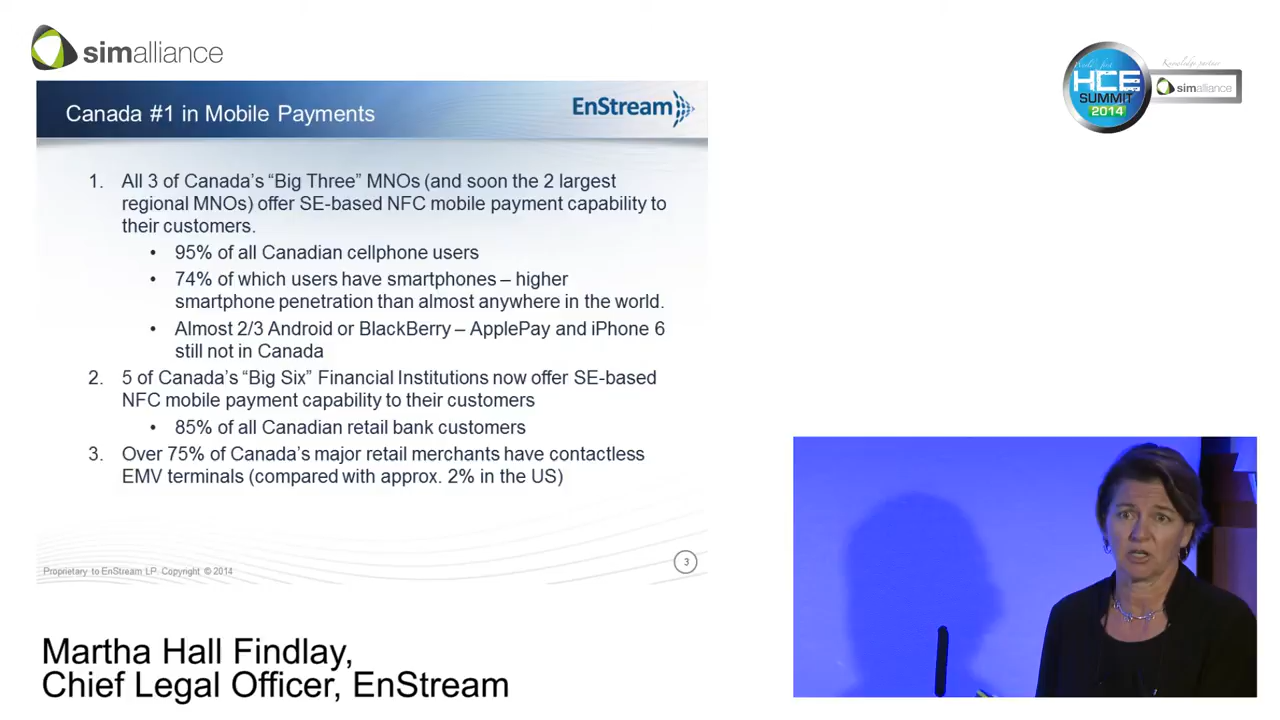 simalliance
World's first
HCE
SUMMIT
2014
Knowledge partner
simalliance
Canada #1 in Mobile Payments
EnStream
1. All 3 of Canada's “Big Three” MNOs (and soon the 2 largest
regional MNOs) offer SE-based NFC mobile payment capability to
their customers.
• 95% of all Canadian cellphone users
• 74% of which users have smartphones – higher
smartphone penetration than almost anywhere in the world.
• Almost 2/3 Android or BlackBerry – ApplePay and iPhone 6
still not in Canada
2. 5 of Canada's “Big Six” Financial Institutions now offer SE-based
NFC mobile payment capability to their customers
• 85% of all Canadian retail bank customers
3. Over 75% of Canada's major retail merchants have contactless
EMV terminals (compared with approx. 2% in the US)
Proprietary to EnStream LP. Copyright © 2014
3
Martha Hall Findlay,
Chief Legal Officer, EnStream